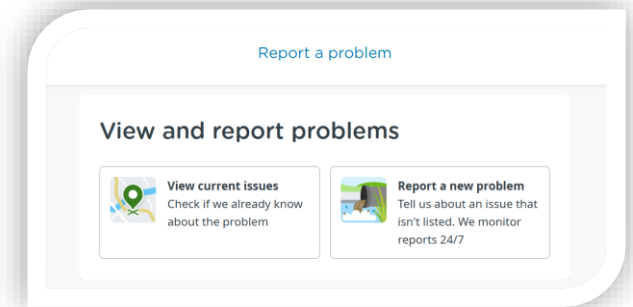 Report a problem
View and report problems
View current issues
Check if we already know
about the problem
Report a new problem
Tell us about an issue that
isn't listed. We monitor
reports 24/7